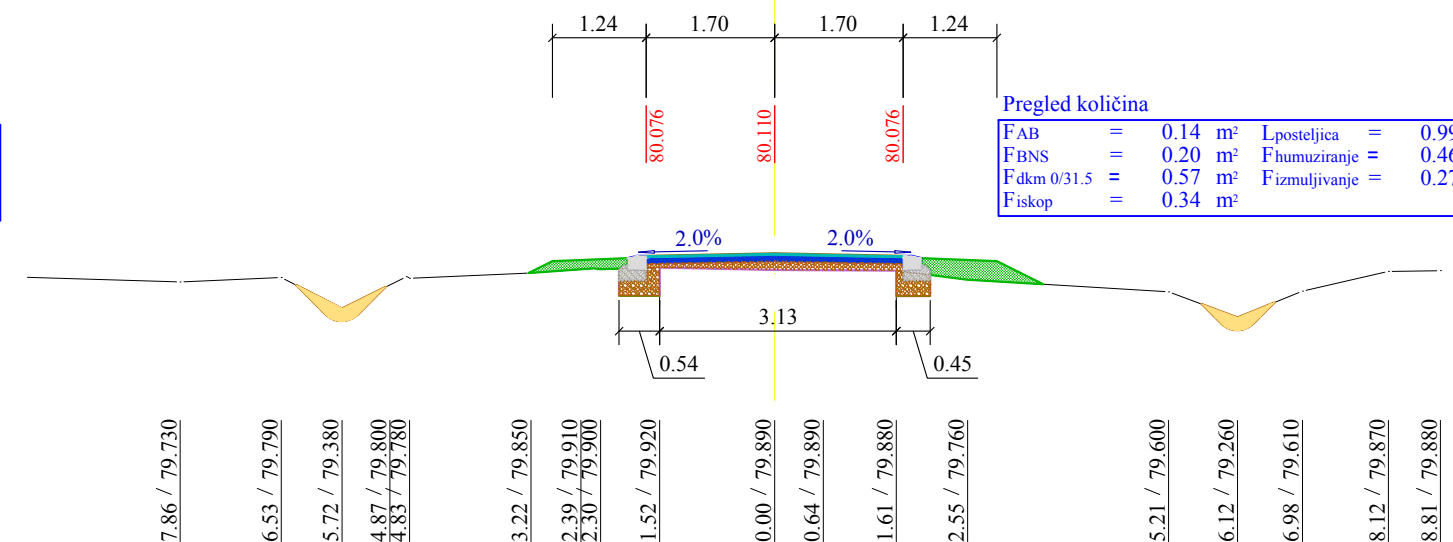 1.24 1.70 1.70 1.24
80.076 80.110 80.076
Pregled količina
FAB = 0.14 m² Lposteljica = 0.99
FBNS = 0.20 m² Fhumuziranje = 0.46
Fdkm 0/31.5 = 0.57 m² Fizmuljivanje = 0.27
Fiskop = 0.34 m²
2.0% 2.0%
3.13
0.54 0.45
7.86 / 79.730
6.53 / 79.790
5.72 / 79.380
4.87 / 79.800
4.83 / 79.780
3.22 / 79.850
2.39 / 79.910
2.30 / 79.900
1.52 / 79.920
0.00 / 79.890
0.64 / 79.890
1.61 / 79.880
2.55 / 79.760
5.21 / 79.600
6.12 / 79.260
6.98 / 79.610
8.12 / 79.870
8.81 / 79.880